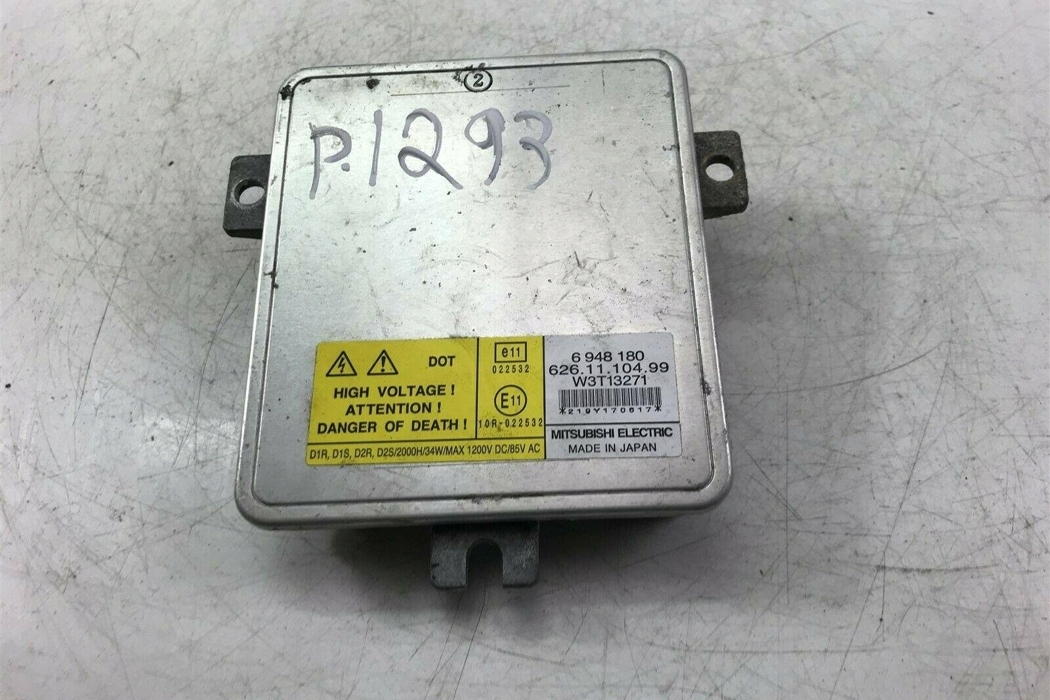 2
P.1293
DOT
HIGH VOLTAGE !
ATTENTION !
DANGER OF DEATH !
e11
022532
E11
10R-022532
D1R, D1S, D2R, D2S/2000H/34W/MAX 1200V DC/85V AC
6 948 180
626.11.104.99
W3T13271
*219Y170617*
MITSUBISHI ELECTRIC
MADE IN JAPAN